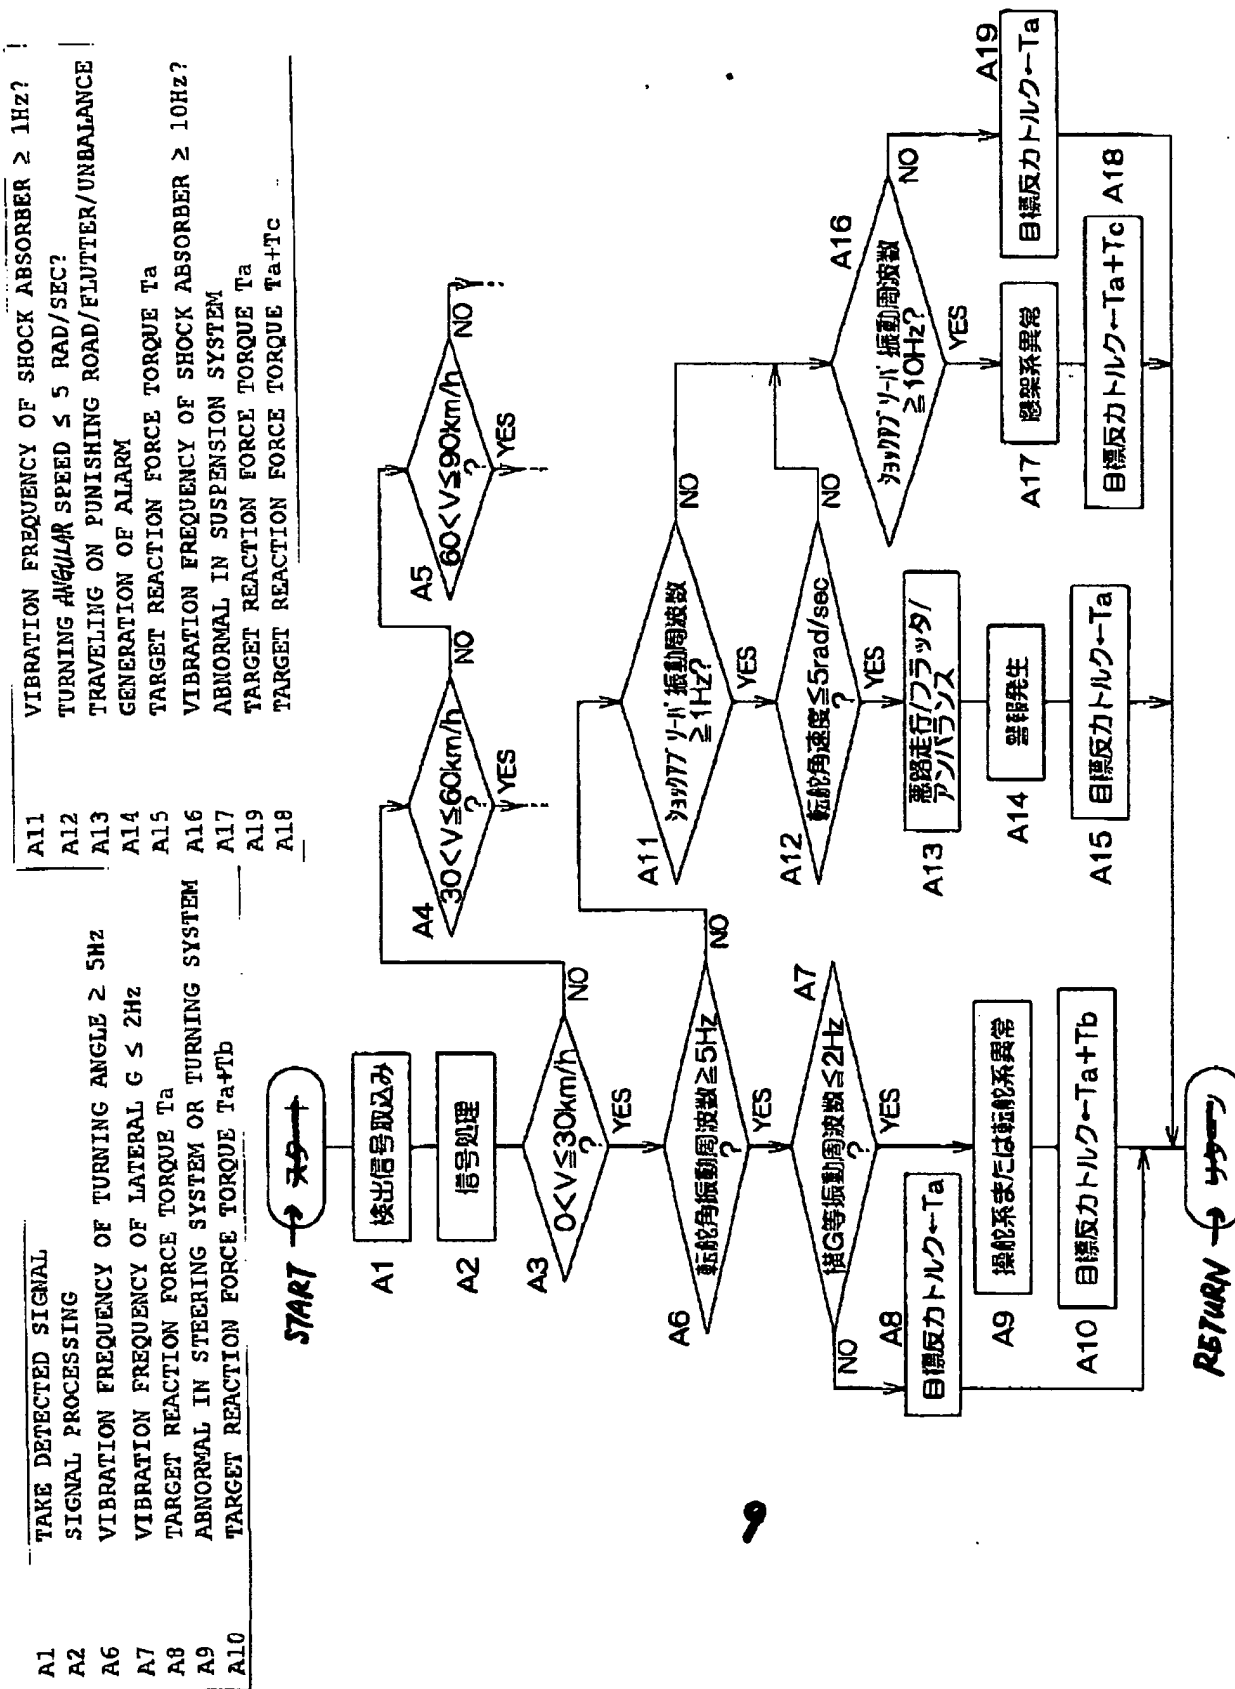 A1 TAKE DETECTED SIGNAL
A2 SIGNAL PROCESSING
A6 VIBRATION FREQUENCY OF TURNING ANGLE ≥ 5Hz
A7 VIBRATION FREQUENCY OF LATERAL G ≤ 2Hz
A8 TARGET REACTION FORCE TORQUE Ta
A9 ABNORMAL IN STEERING SYSTEM OR TURNING SYSTEM
A10 TARGET REACTION FORCE TORQUE Ta+Tb
A11 VIBRATION FREQUENCY OF SHOCK ABSORBER ≥ 1Hz?
A12 TURNING ANGULAR SPEED ≤ 5 RAD/SEC?
A13 TRAVELING ON PUNISHING ROAD/FLUTTER/UNBALANCE
A14 GENERATION OF ALARM
A15 TARGET REACTION FORCE TORQUE Ta
A16 VIBRATION FREQUENCY OF SHOCK ABSORBER ≥ 10Hz?
A17 ABNORMAL IN SUSPENSION SYSTEM
A19 TARGET REACTION FORCE TORQUE Ta
A18 TARGET REACTION FORCE TORQUE Ta+Tc
START → スタート
A1
検出信号取込み
A2
信号処理
A3
0<V≦30km/h
?
NO
YES
A4
30<V≦60km/h
?
NO
YES
A5
60<V≦90km/h
?
NO
YES
A6
転舵角振動周波数≧5Hz
?
NO
YES
A7
横G等振動周波数≦2Hz
?
NO
YES
A8
目標反力トルク←Ta
A9
操舵系または転舵系異常
A10
目標反力トルク←Ta+Tb
A11
ショックアブソーバ振動周波数
≧1Hz?
NO
YES
A12
転舵角速度≦5rad/sec
?
NO
YES
A13
悪路走行/フラッタ/
アンバランス
A14
警報発生
A15
目標反力トルク←Ta
A16
ショックアブソーバ振動周波数
≧10Hz?
NO
YES
A17
懸架系異常
A18
目標反力トルク←Ta+Tc
A19
目標反力トルク←Ta
RETURN → リターン
9